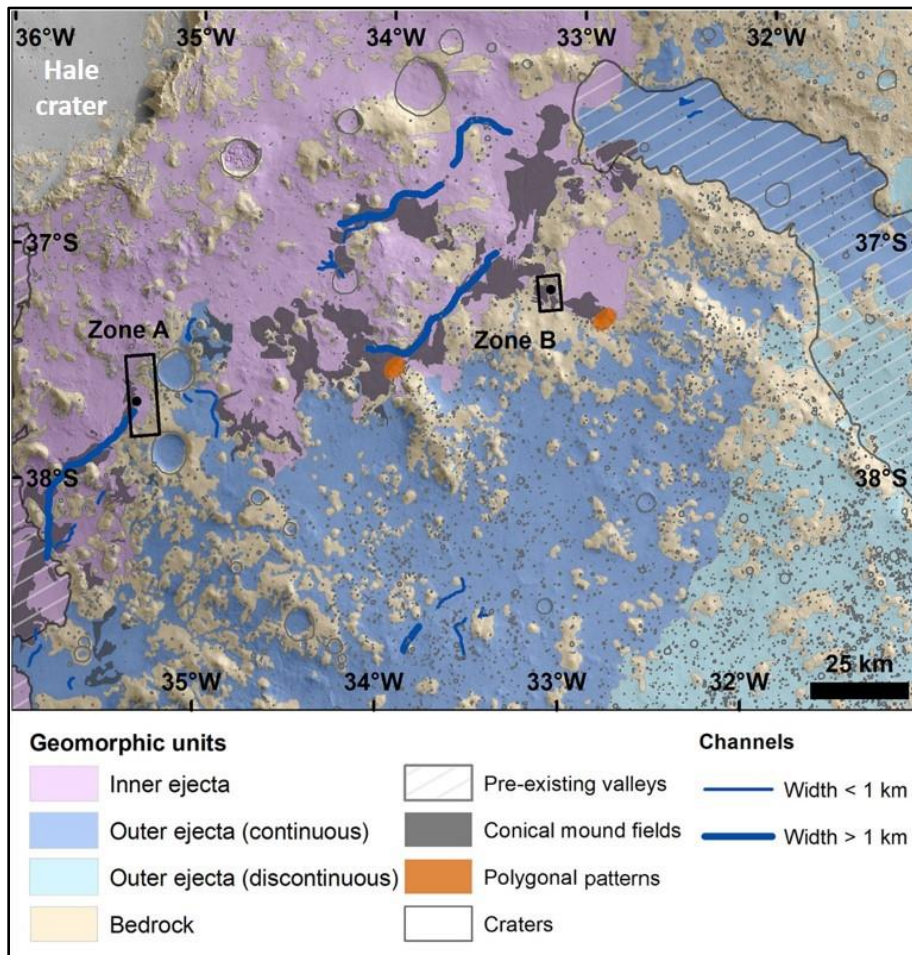 36°W
35°W
34°W
33°W
32°W
Hale
crater
37°S
37°S
Zone A
Zone B
38°S
38°S
35°W
34°W
33°W
32°W
25 km
Geomorphic units
Inner ejecta
Outer ejecta (continuous)
Outer ejecta (discontinuous)
Bedrock
Pre-existing valleys
Conical mound fields
Polygonal patterns
Craters
Channels
Width < 1 km
Width > 1 km